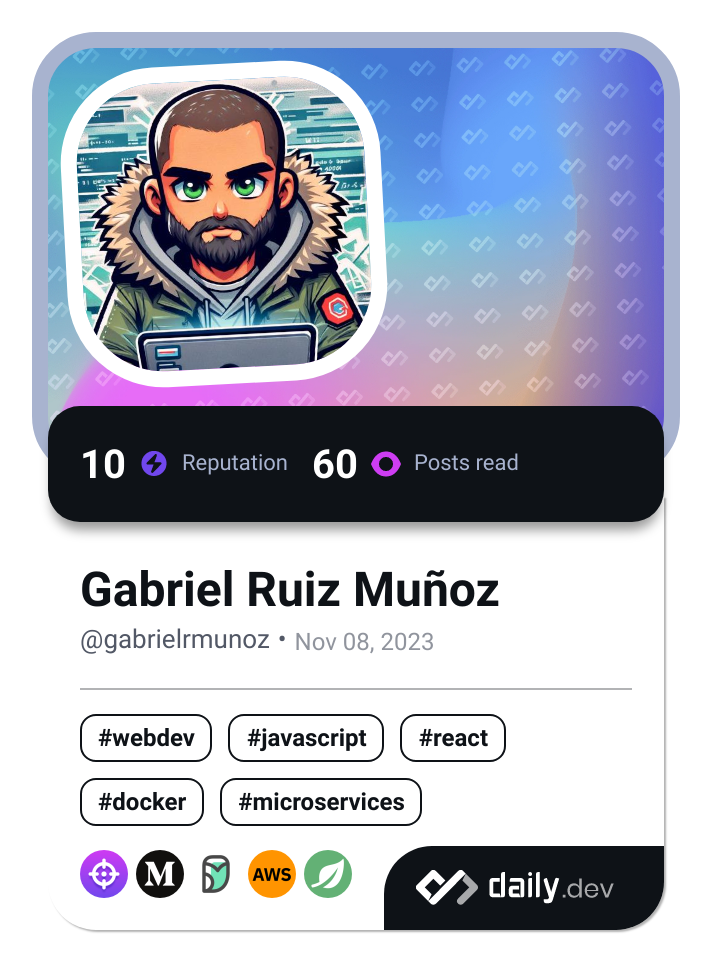 10 Reputation 60 Posts read
Gabriel Ruiz Muñoz
@gabrielrmunoz • Nov 08, 2023
#webdev #javascript #react
#docker #microservices
M AWS
daily.dev